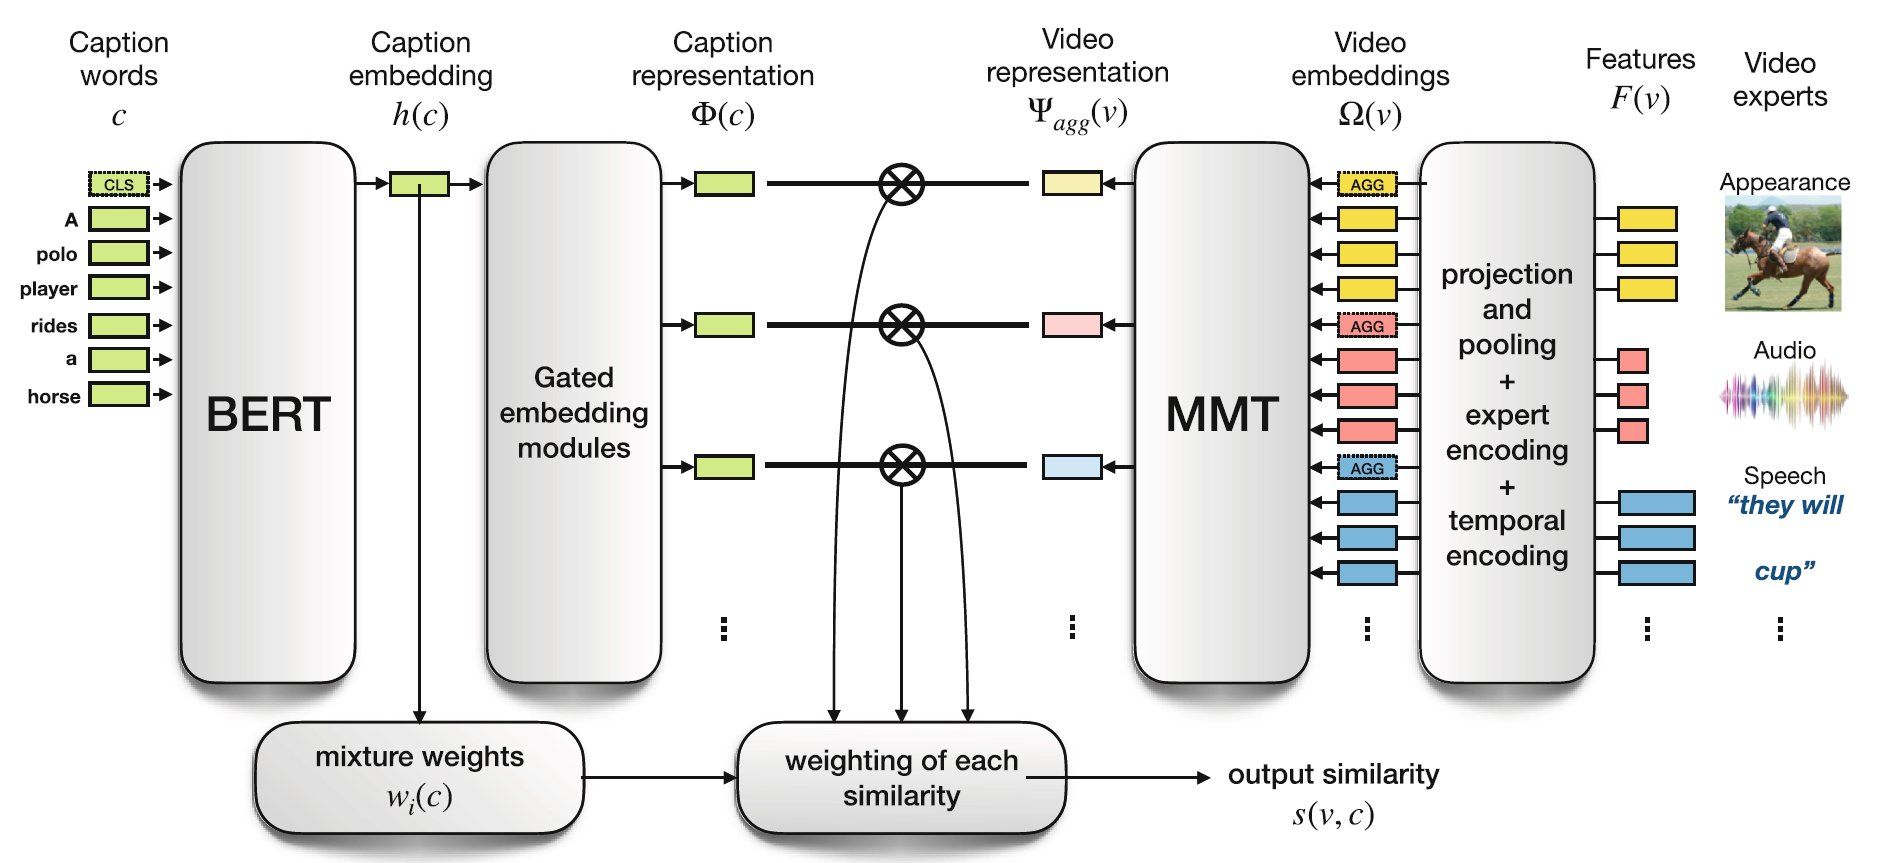 Caption
words
c
Caption
embedding
h(c)
Caption
representation
Φ(c)
Video
representation
Ψagg(v)
Video
embeddings
Ω(v)
Features
F(v)
Video
experts
CLS
A
polo
player
rides
a
horse
BERT
Gated
embedding
modules
MMT
AGG
AGG
AGG
projection
and
pooling
+
expert
encoding
+
temporal
encoding
Appearance
Audio
Speech
“they will
cup”
mixture weights
wi(c)
weighting of each
similarity
output similarity
s(v, c)